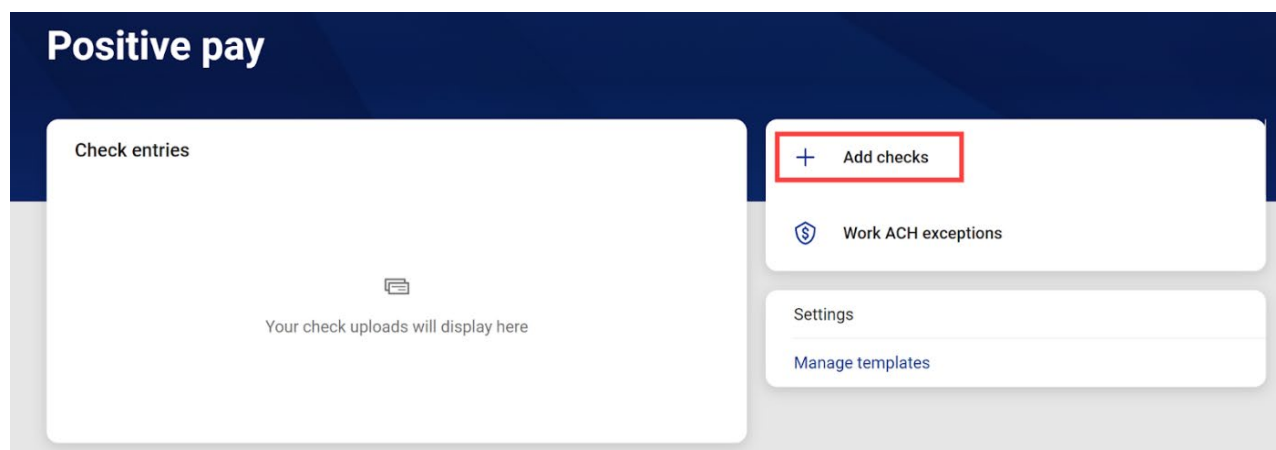 Positive pay
Check entries
Your check uploads will display here
Add checks
Work ACH exceptions
Settings
Manage templates